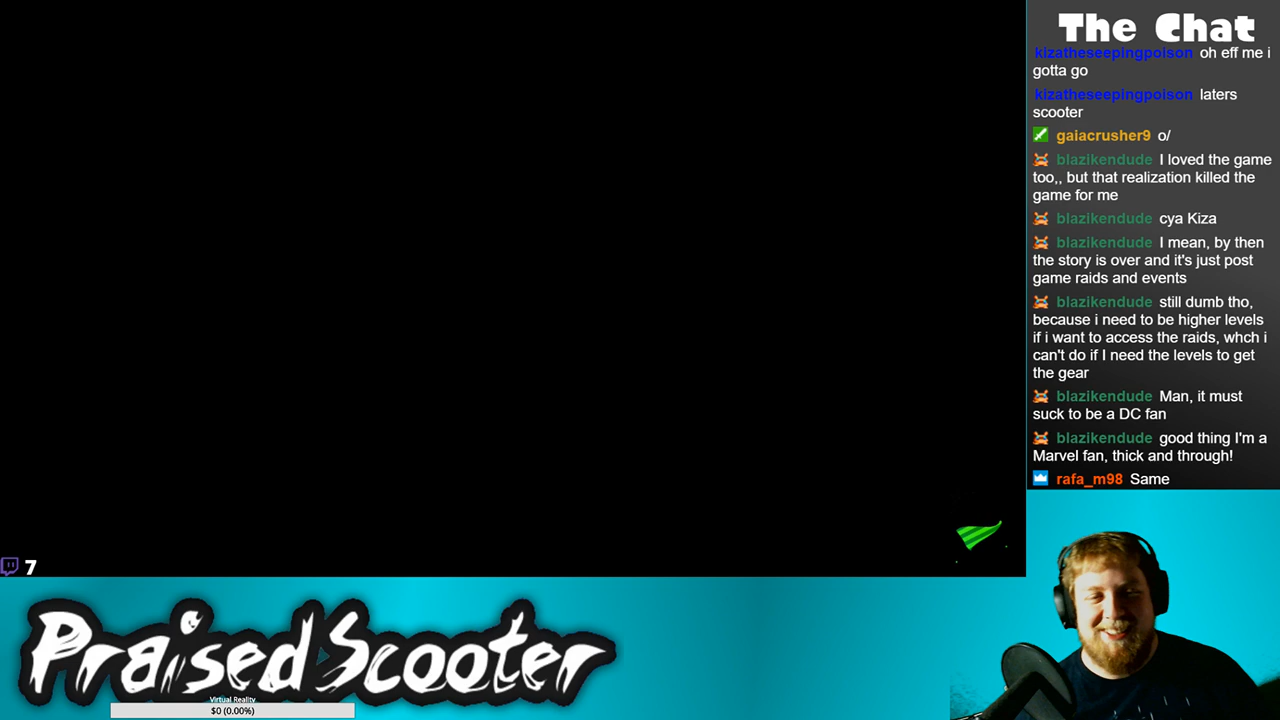 The Chat
kizatheseepingpoison oh eff me i
gotta go
kizatheseepingpoison laters
scooter
gaiacrusher9 o/
blazikendude I loved the game
too,, but that realization killed the
game for me
blazikendude cya Kiza
blazikendude I mean, by then
the story is over and it's just post
game raids and events
blazikendude still dumb tho,
because i need to be higher levels
if i want to access the raids, whch i
can't do if I need the levels to get
the gear
blazikendude Man, it must
suck to be a DC fan
blazikendude good thing I'm a
Marvel fan, thick and through!
rafa_m98 Same
7
PraisedScooter
Virtual Reality
$0 (0.00%)